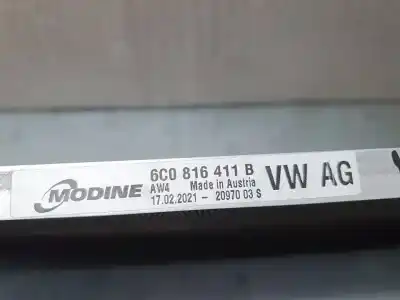 MODINE
6C0 816 411 B
AW4 Made in Austria
17.02.2021 - 20970 03 S
VW AG